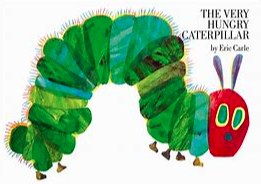 THE VERY
HUNGRY
CATERPILLAR
by Eric Carle